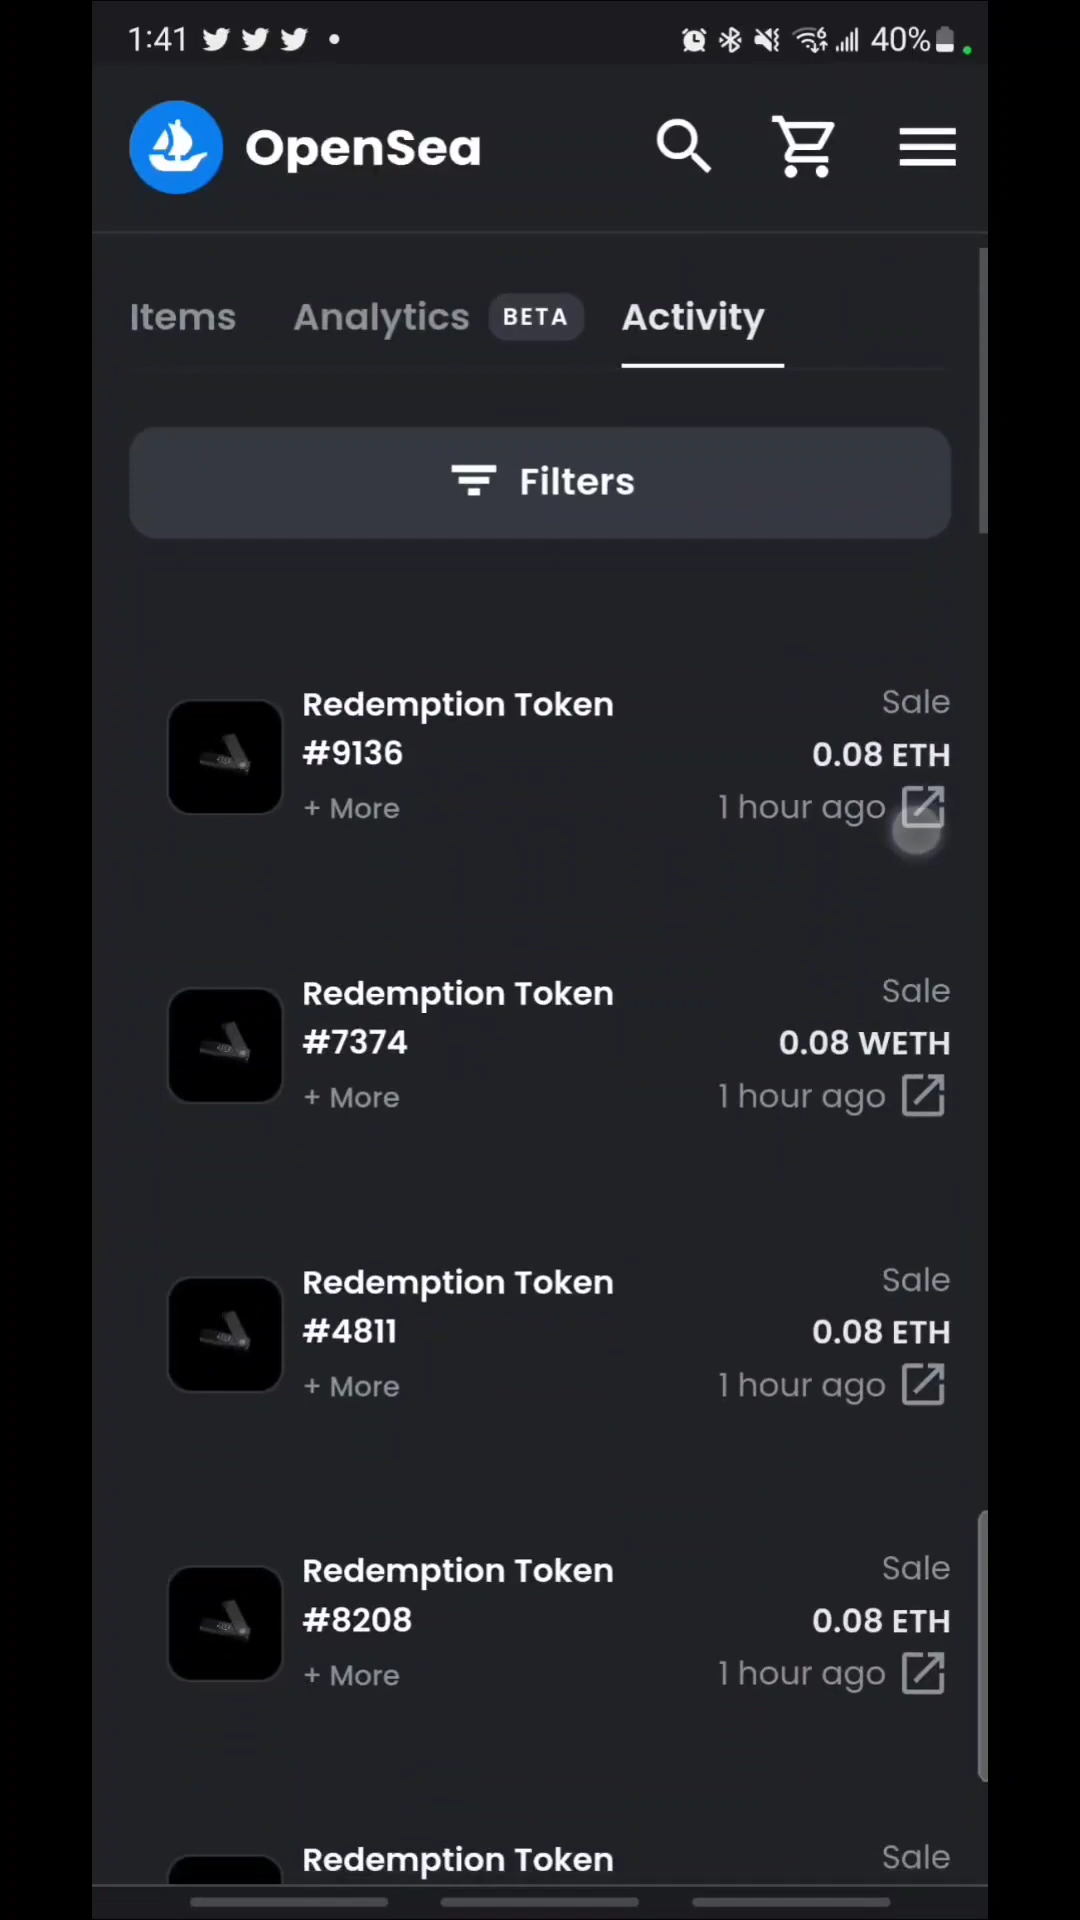 1:41 40%
OpenSea
Items Analytics BETA Activity
Filters
Redemption Token Sale
#9136 0.08 ETH
+ More 1 hour ago
Redemption Token Sale
#7374 0.08 WETH
+ More 1 hour ago
Redemption Token Sale
#4811 0.08 ETH
+ More 1 hour ago
Redemption Token Sale
#8208 0.08 ETH
+ More 1 hour ago
Redemption Token Sale